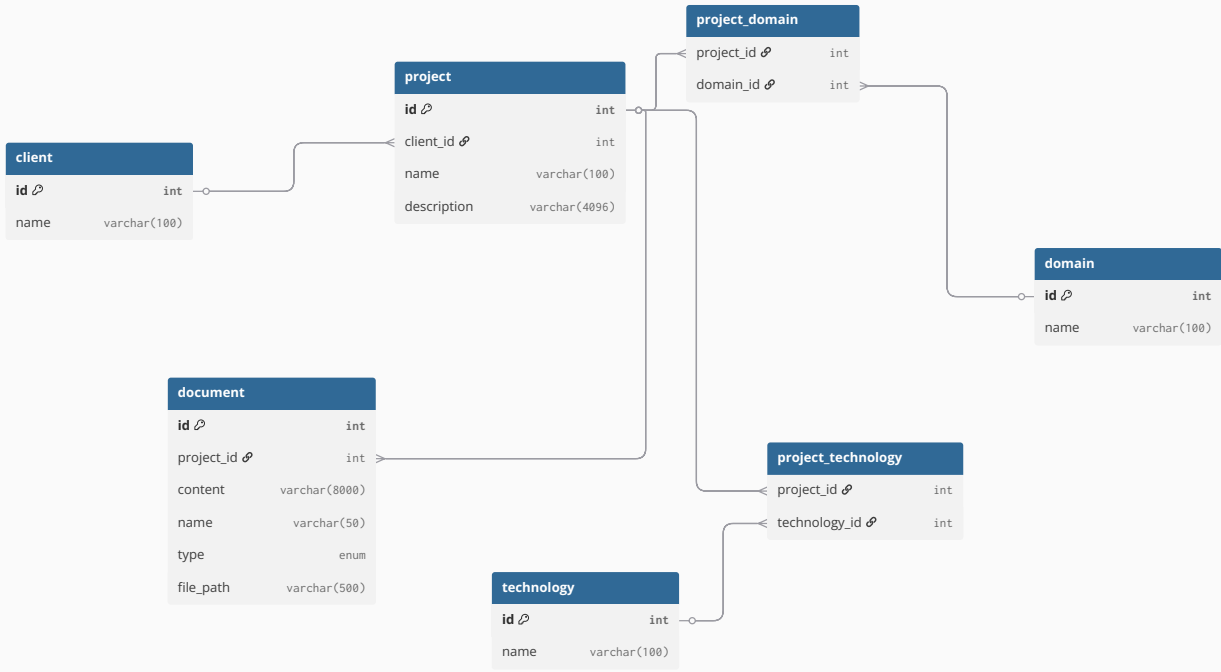 project_domain
project_id int
domain_id int
project
id int
client_id int
name varchar(100)
description varchar(4096)
client
id int
name varchar(100)
domain
id int
name varchar(100)
document
id int
project_id int
content varchar(8000)
name varchar(50)
type enum
file_path varchar(500)
project_technology
project_id int
technology_id int
technology
id int
name varchar(100)